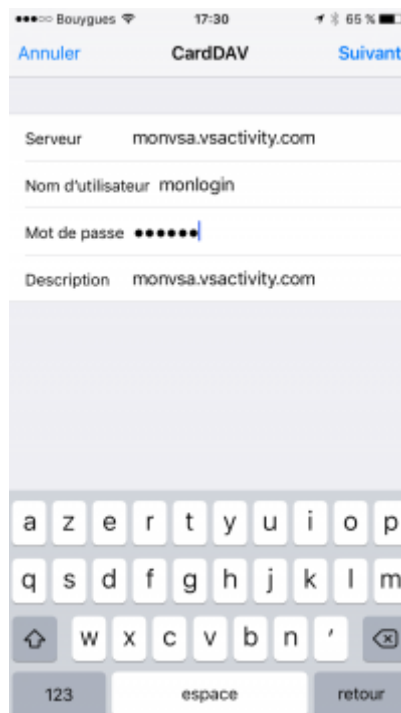 Bouygues 17:30 65 %
Annuler CardDAV Suivant
Serveur monvsa.vsactivity.com
Nom d'utilisateur monlogin
Mot de passe ●●●●●●
Description monvsa.vsactivity.com
a z e r t y u i o p
q s d f g h j k l m
w x c v b n ′
123 espace retour